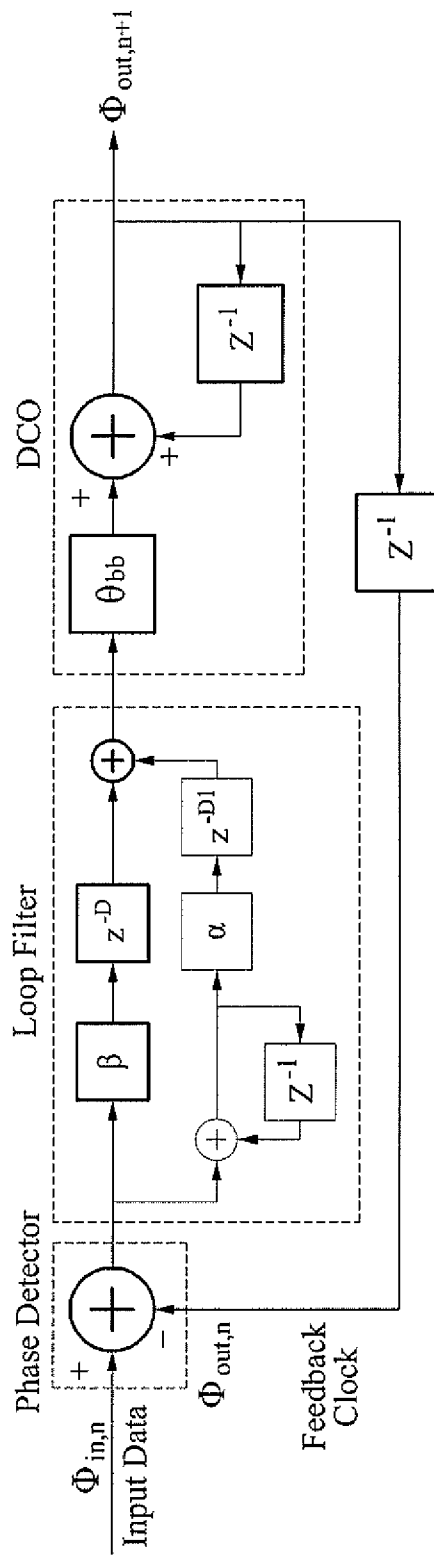 Phase Detector
Loop Filter
DCO
Φin,n
Input Data
+
+
−
Φout,n
Feedback
Clock
β
z-D
+
+
Z-1
α
z-D1
θbb
+
+
+
Z-1
Φout,n+1
Z-1